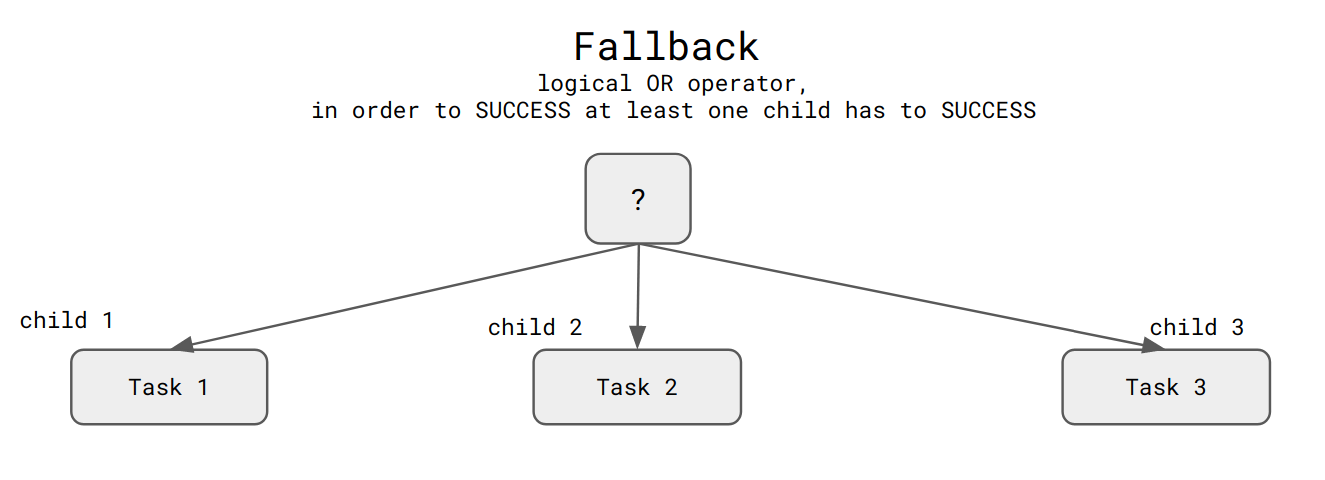 Fallback
logical OR operator,
in order to SUCCESS at least one child has to SUCCESS
?
child 1
child 2
child 3
Task 1
Task 2
Task 3